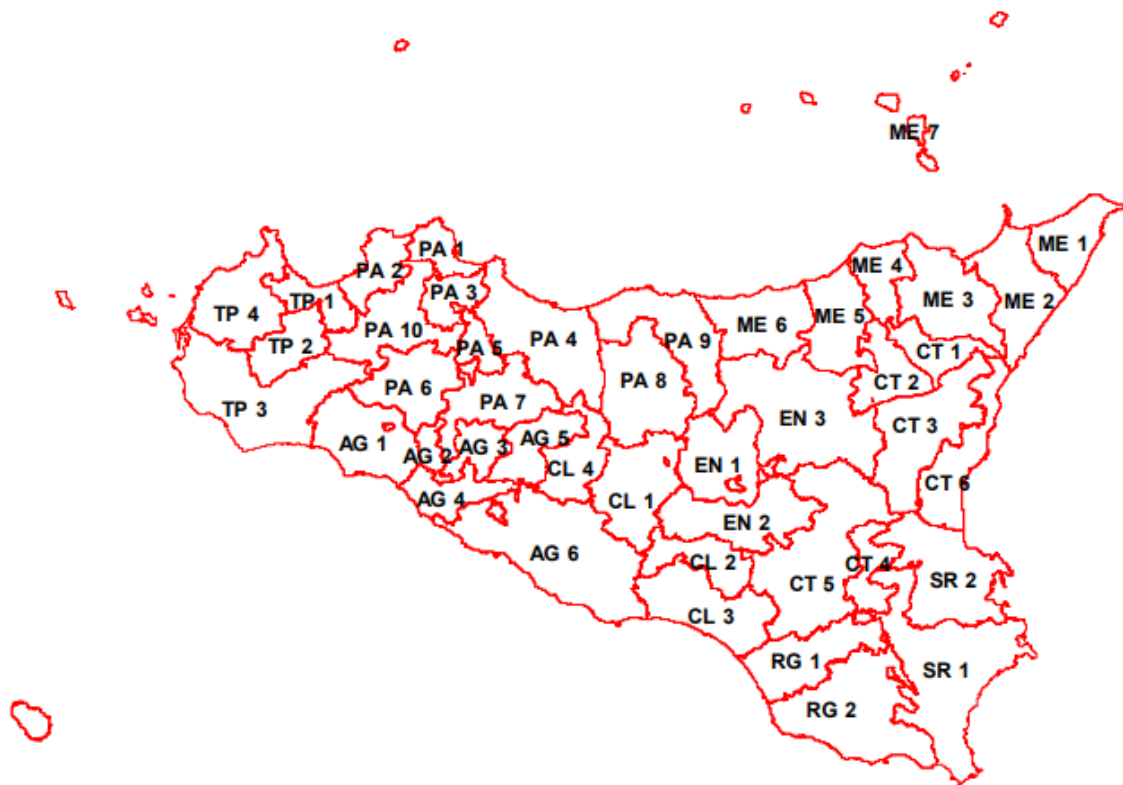 ME 7
ME 1
PA 1
PA 2
ME 4
PA 3
ME 3
TP 1
ME 2
TP 4
ME 5
ME 6
PA 10
PA 4
PA 9
TP 2
PA 5
CT 1
PA 8
CT 2
PA 6
PA 7
TP 3
EN 3
CT 3
AG 5
AG 1
AG 3
AG 2
CL 4
EN 1
CT 6
AG 4
CL 1
EN 2
AG 6
CL 2
CT 4
CT 5
SR 2
CL 3
RG 1
SR 1
RG 2